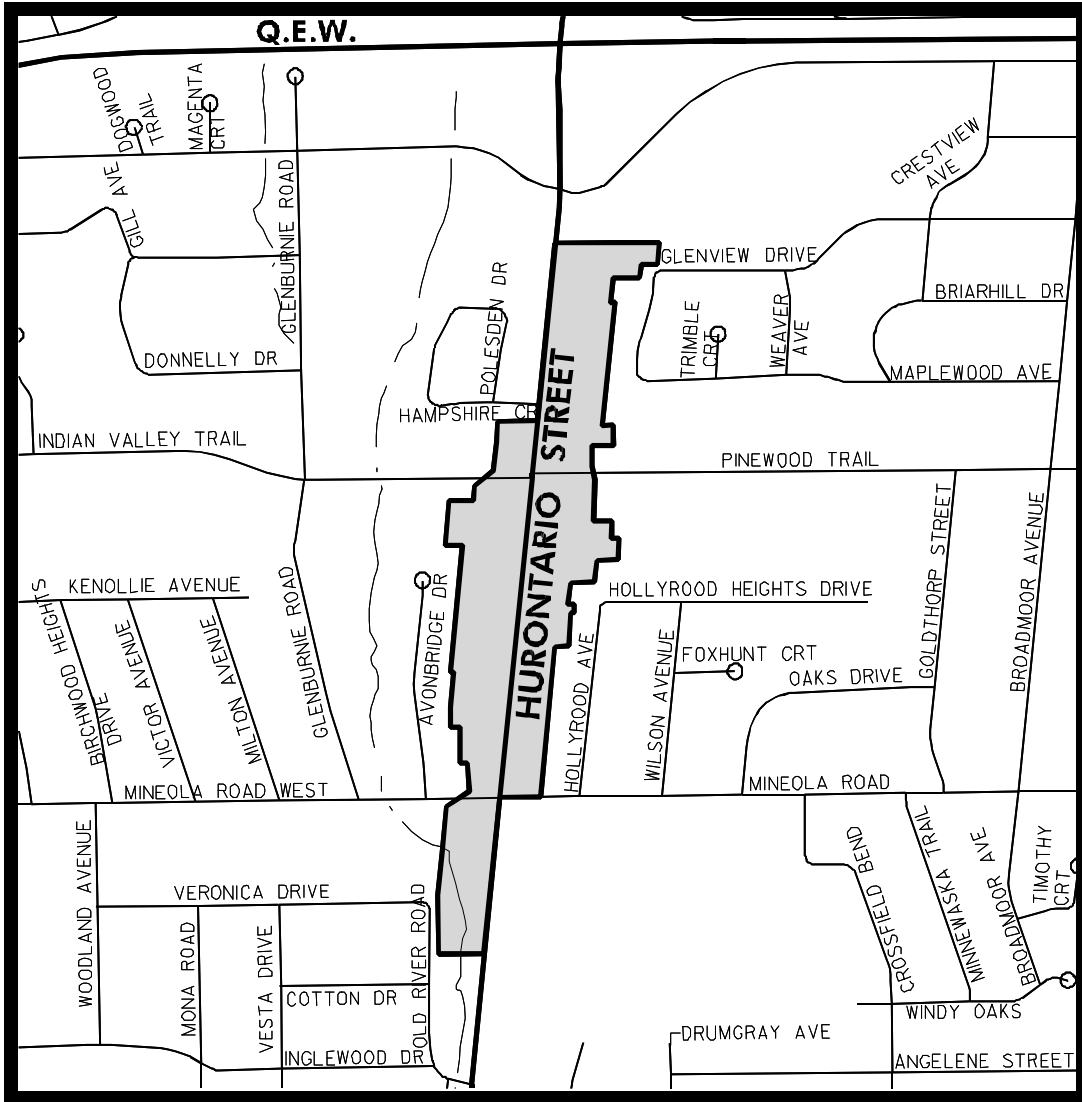 Q.E.W.
DOGWOOD
TRAIL
MAGENTA
CRT
GILL AVE
GLENBURNIE ROAD
CRESTVIEW
AVE
GLENVIEW DRIVE
POLESDEN DR
TRIMBLE
CRT
WEAVER
AVE
BRIARHILL DR
DONNELLY DR
MAPLEWOOD AVE
HAMPSHIRE CR
INDIAN VALLEY TRAIL
HURONTARIO STREET
PINEWOOD TRAIL
GOLDTHORP STREET
BROADMOOR AVENUE
KENOLLIE AVENUE
BIRCHWOOD HEIGHTS
DRIVE
VICTOR AVENUE
MILTON AVENUE
GLENBURNIE ROAD
AVONBRIDGE DR
HOLLYROOD HEIGHTS DRIVE
HOLLYROOD AVE
WILSON AVENUE
FOXHUNT CRT
OAKS DRIVE
MINEOLA ROAD WEST
MINEOLA ROAD
WOODLAND AVENUE
VERONICA DRIVE
MONA ROAD
VESTA DRIVE
COTTON DR
OLD RIVER ROAD
INGLEWOOD DR
CROSSFIELD BEND
MINNEWASKA TRAIL
BROADMOOR AVE
TIMOTHY
CRT
WINDY OAKS
DRUMGRAY AVE
ANGELENE STREET